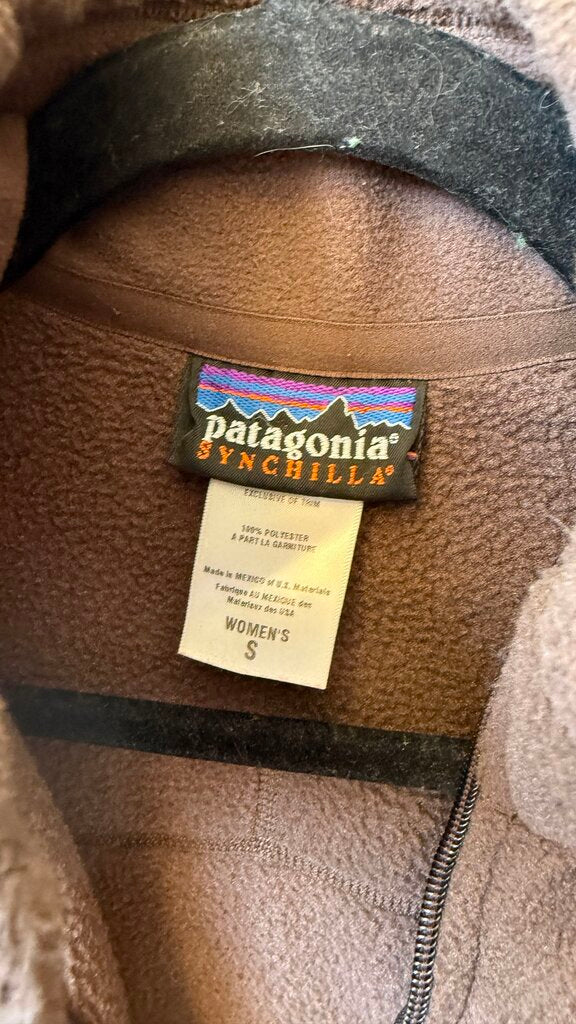 patagonia®
SYNCHILLA®
EXCLUSIVE OF TRIM
100% POLYESTER
A PART LA GARNITURE
Made in MEXICO of U.S. Materials
Fabriqué AU MEXIQUE des
Materiaux des USA
WOMEN'S
S